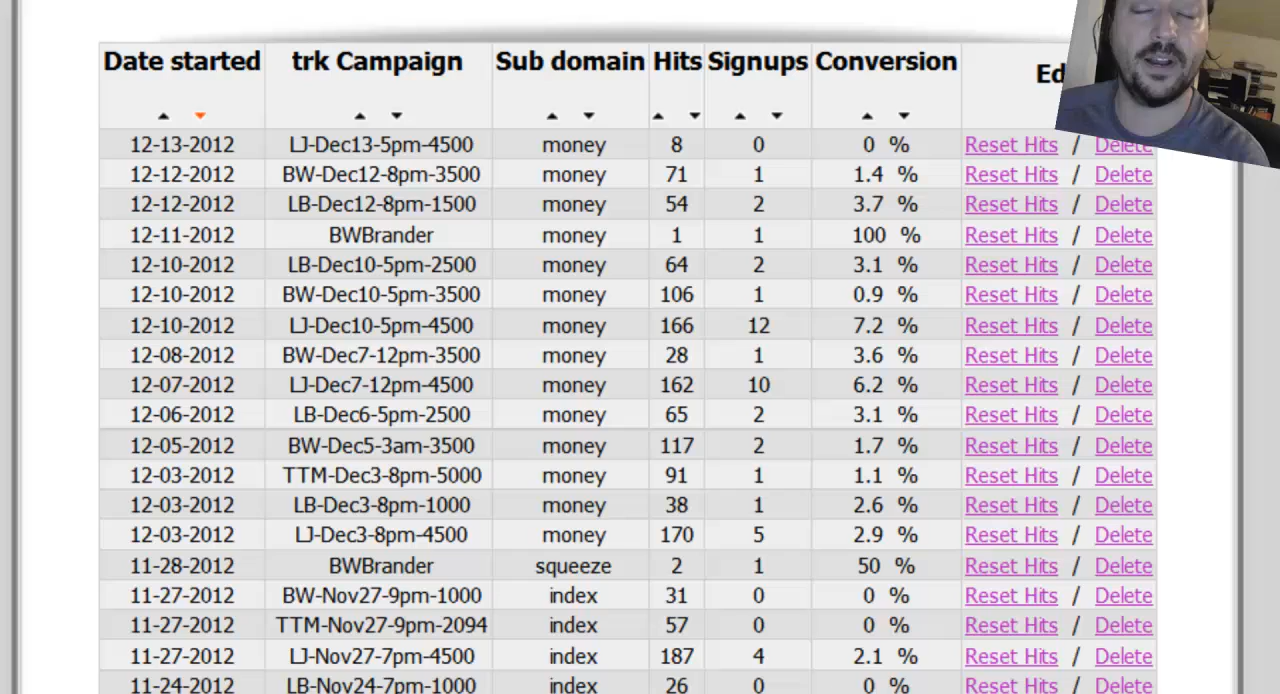 Date started trk Campaign Sub domain Hits Signups Conversion
12-13-2012 LJ-Dec13-5pm-4500 money 8 0 0 % Reset Hits / Delete
12-12-2012 BW-Dec12-8pm-3500 money 71 1 1.4 % Reset Hits / Delete
12-12-2012 LB-Dec12-8pm-1500 money 54 2 3.7 % Reset Hits / Delete
12-11-2012 BWBrander money 1 1 100 % Reset Hits / Delete
12-10-2012 LB-Dec10-5pm-2500 money 64 2 3.1 % Reset Hits / Delete
12-10-2012 BW-Dec10-5pm-3500 money 106 1 0.9 % Reset Hits / Delete
12-10-2012 LJ-Dec10-5pm-4500 money 166 12 7.2 % Reset Hits / Delete
12-08-2012 BW-Dec7-12pm-3500 money 28 1 3.6 % Reset Hits / Delete
12-07-2012 LJ-Dec7-12pm-4500 money 162 10 6.2 % Reset Hits / Delete
12-06-2012 LB-Dec6-5pm-2500 money 65 2 3.1 % Reset Hits / Delete
12-05-2012 BW-Dec5-3am-3500 money 117 2 1.7 % Reset Hits / Delete
12-03-2012 TTM-Dec3-8pm-5000 money 91 1 1.1 % Reset Hits / Delete
12-03-2012 LB-Dec3-8pm-1000 money 38 1 2.6 % Reset Hits / Delete
12-03-2012 LJ-Dec3-8pm-4500 money 170 5 2.9 % Reset Hits / Delete
11-28-2012 BWBrander squeeze 2 1 50 % Reset Hits / Delete
11-27-2012 BW-Nov27-9pm-1000 index 31 0 0 % Reset Hits / Delete
11-27-2012 TTM-Nov27-9pm-2094 index 57 0 0 % Reset Hits / Delete
11-27-2012 LJ-Nov27-7pm-4500 index 187 4 2.1 % Reset Hits / Delete
11-24-2012 LB-Nov24-7pm-1000 index 26 0 0 % Reset Hits / Delete